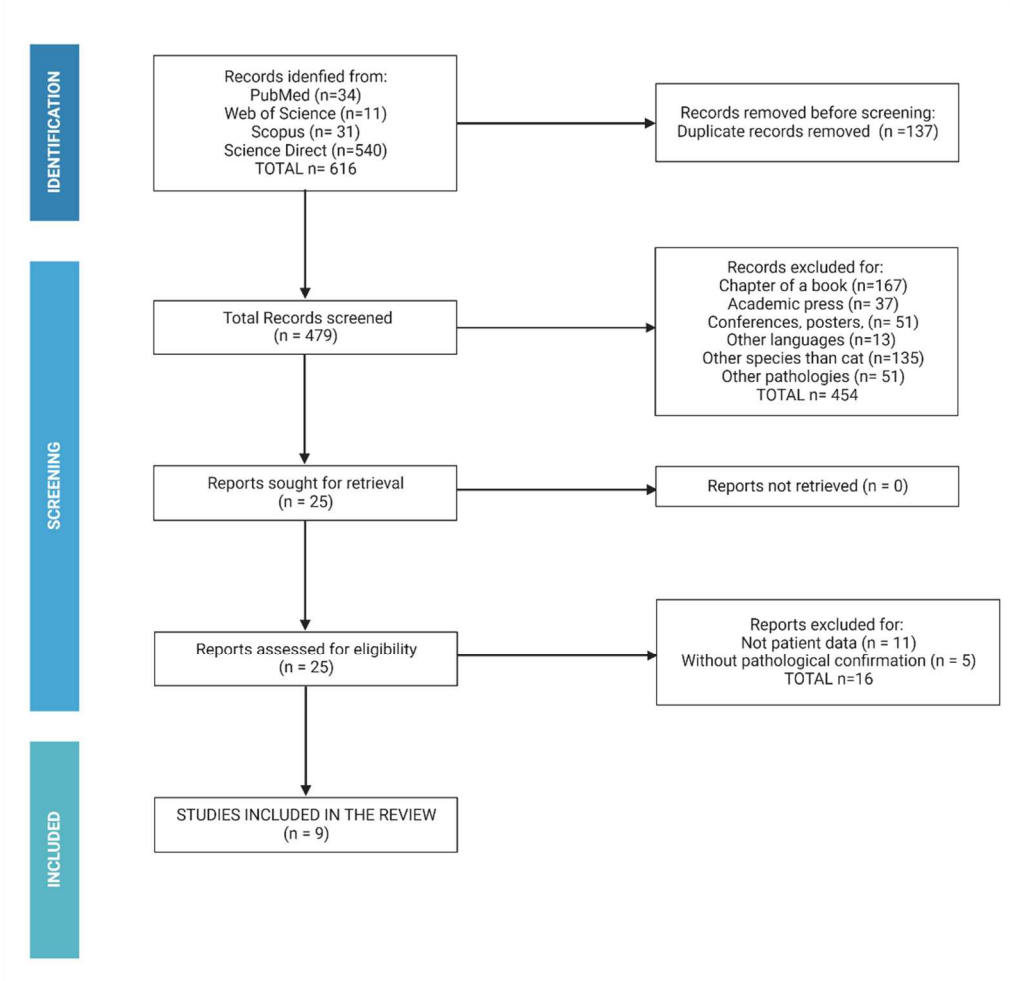 IDENTIFICATION
Records idenfied from:
PubMed (n=34)
Web of Science (n=11)
Scopus (n= 31)
Science Direct (n=540)
TOTAL n= 616
Records removed before screening:
Duplicate records removed  (n =137)
SCREENING
Total Records screened
(n = 479)
Records excluded for:
Chapter of a book (n=167)
Academic press (n= 37)
Conferences, posters, (n= 51)
Other languages (n=13)
Other species than cat (n=135)
Other pathologies (n= 51)
TOTAL n= 454
Reports sought for retrieval
(n = 25)
Reports not retrieved (n = 0)
Reports assessed for eligibility
(n = 25)
Reports excluded for:
Not patient data (n = 11)
Without pathological confirmation (n = 5)
TOTAL n=16
INCLUDED
STUDIES INCLUDED IN THE REVIEW
(n = 9)